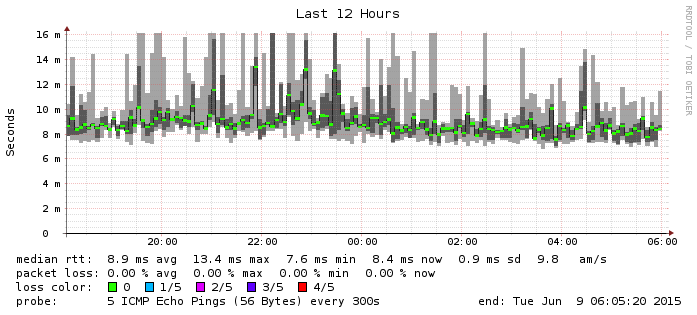 Last 12 Hours
RRDTOOL / TOBI OETIKER
Seconds
16 m
14 m
12 m
10 m
8 m
6 m
4 m
2 m
0
20:00 22:00 00:00 02:00 04:00 06:00
median rtt: 8.9 ms avg 13.4 ms max 7.6 ms min 8.4 ms now 0.9 ms sd 9.8 am/s
packet loss: 0.00 % avg 0.00 % max 0.00 % min 0.00 % now
loss color: 0 1/5 2/5 3/5 4/5
probe: 5 ICMP Echo Pings (56 Bytes) every 300s end: Tue Jun 9 06:05:20 2015